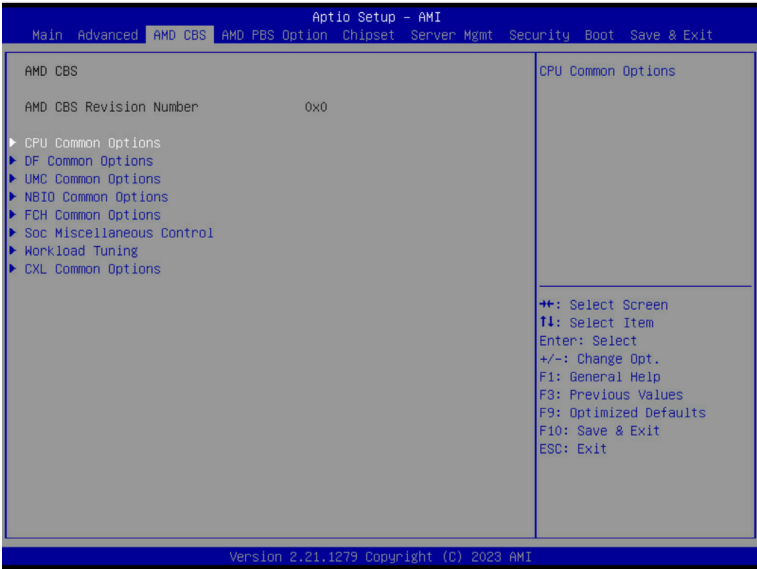 Aptio Setup - AMI
Main Advanced AMD CBS AMD PBS Option Chipset Server Mgmt Security Boot Save & Exit
AMD CBS
AMD CBS Revision Number 0x0
CPU Common Options
DF Common Options
UMC Common Options
NBIO Common Options
FCH Common Options
Soc Miscellaneous Control
Workload Tuning
CXL Common Options
CPU Common Options
→←: Select Screen
↑↓: Select Item
Enter: Select
+/-: Change Opt.
F1: General Help
F3: Previous Values
F9: Optimized Defaults
F10: Save & Exit
ESC: Exit
Version 2.21.1279 Copyright (C) 2023 AMI